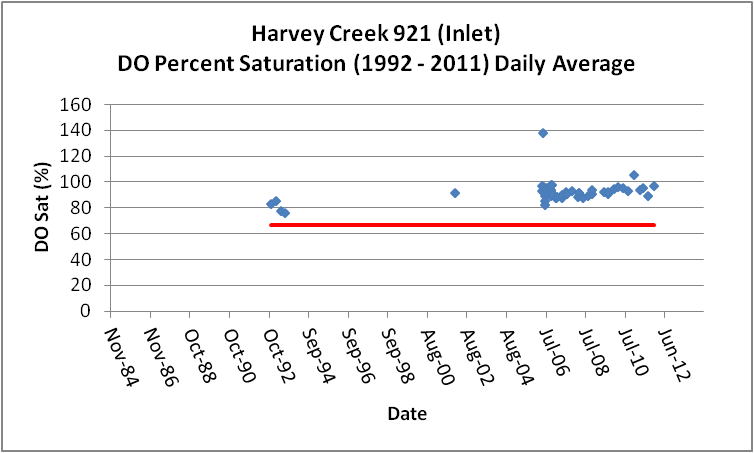 Harvey Creek 921 (Inlet)
DO Percent Saturation (1992 - 2011) Daily Average
DO Sat (%)
160
140
120
100
80
60
40
20
0
Nov-84
Nov-86
Oct-88
Oct-90
Oct-92
Sep-94
Sep-96
Sep-98
Aug-00
Aug-02
Aug-04
Jul-06
Jul-08
Jul-10
Jun-12
Date